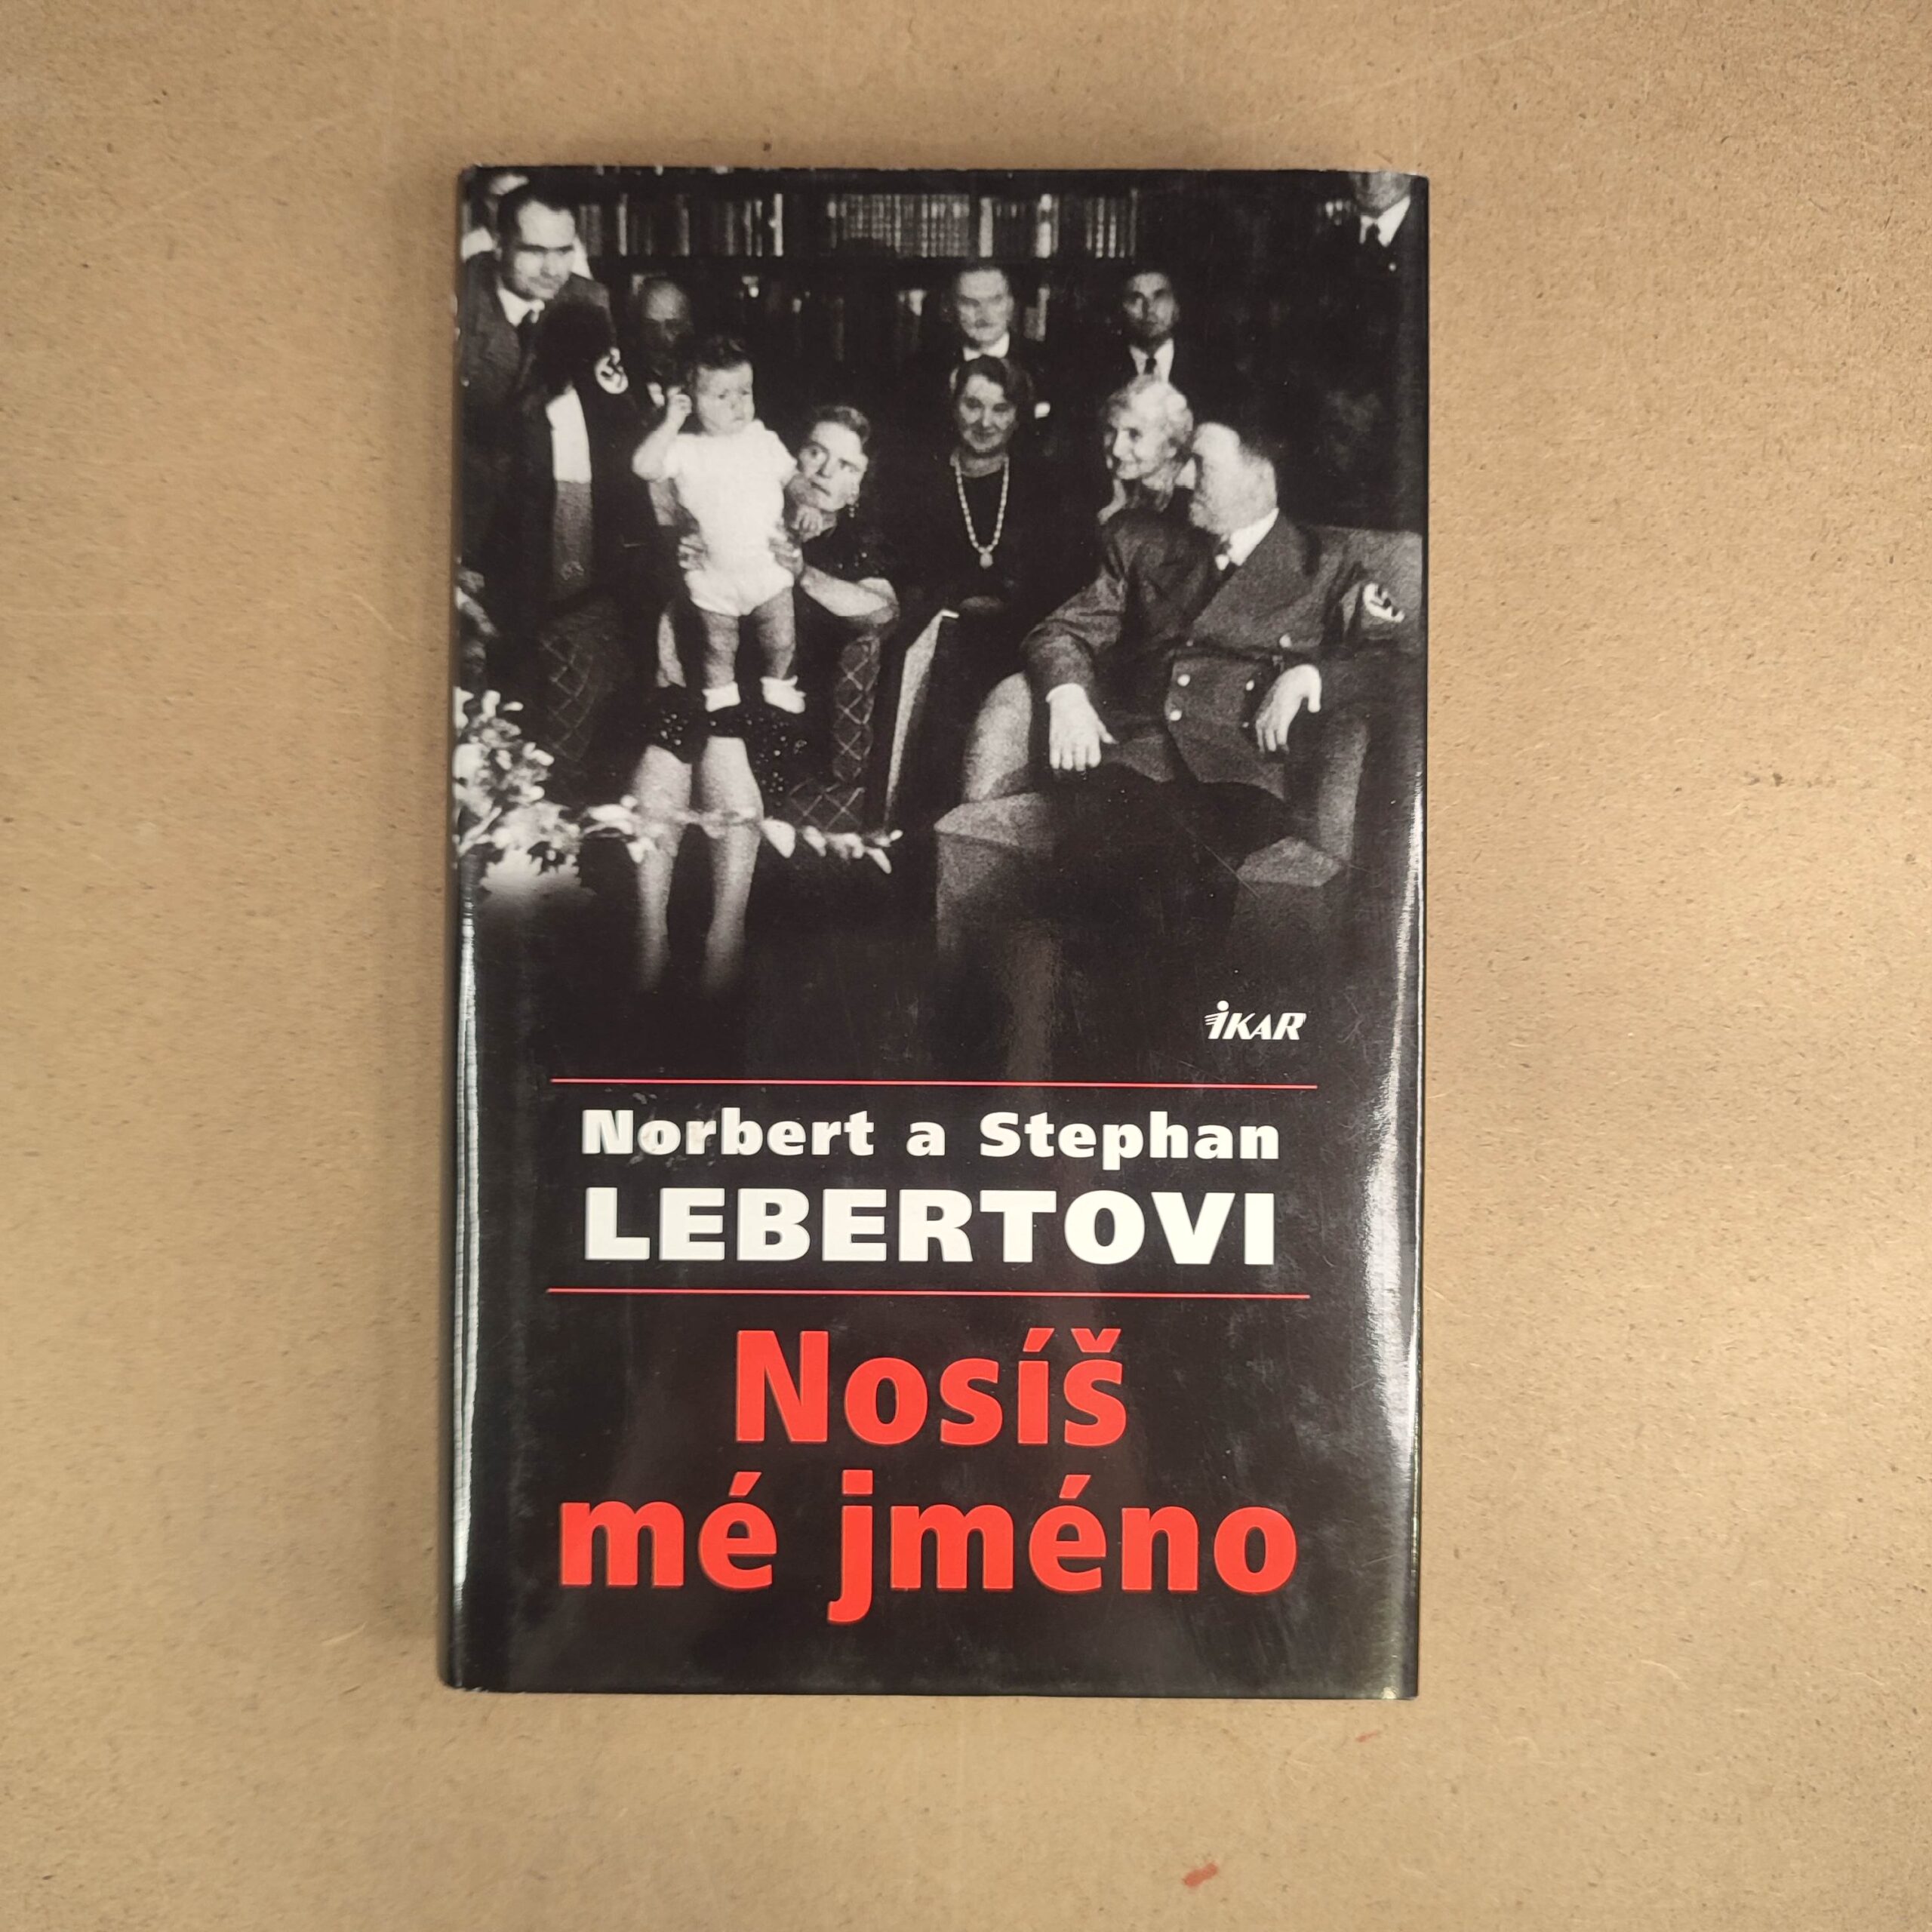 iKAR
Norbert a Stephan
LEBERTOVI
Nosíš
mé jméno